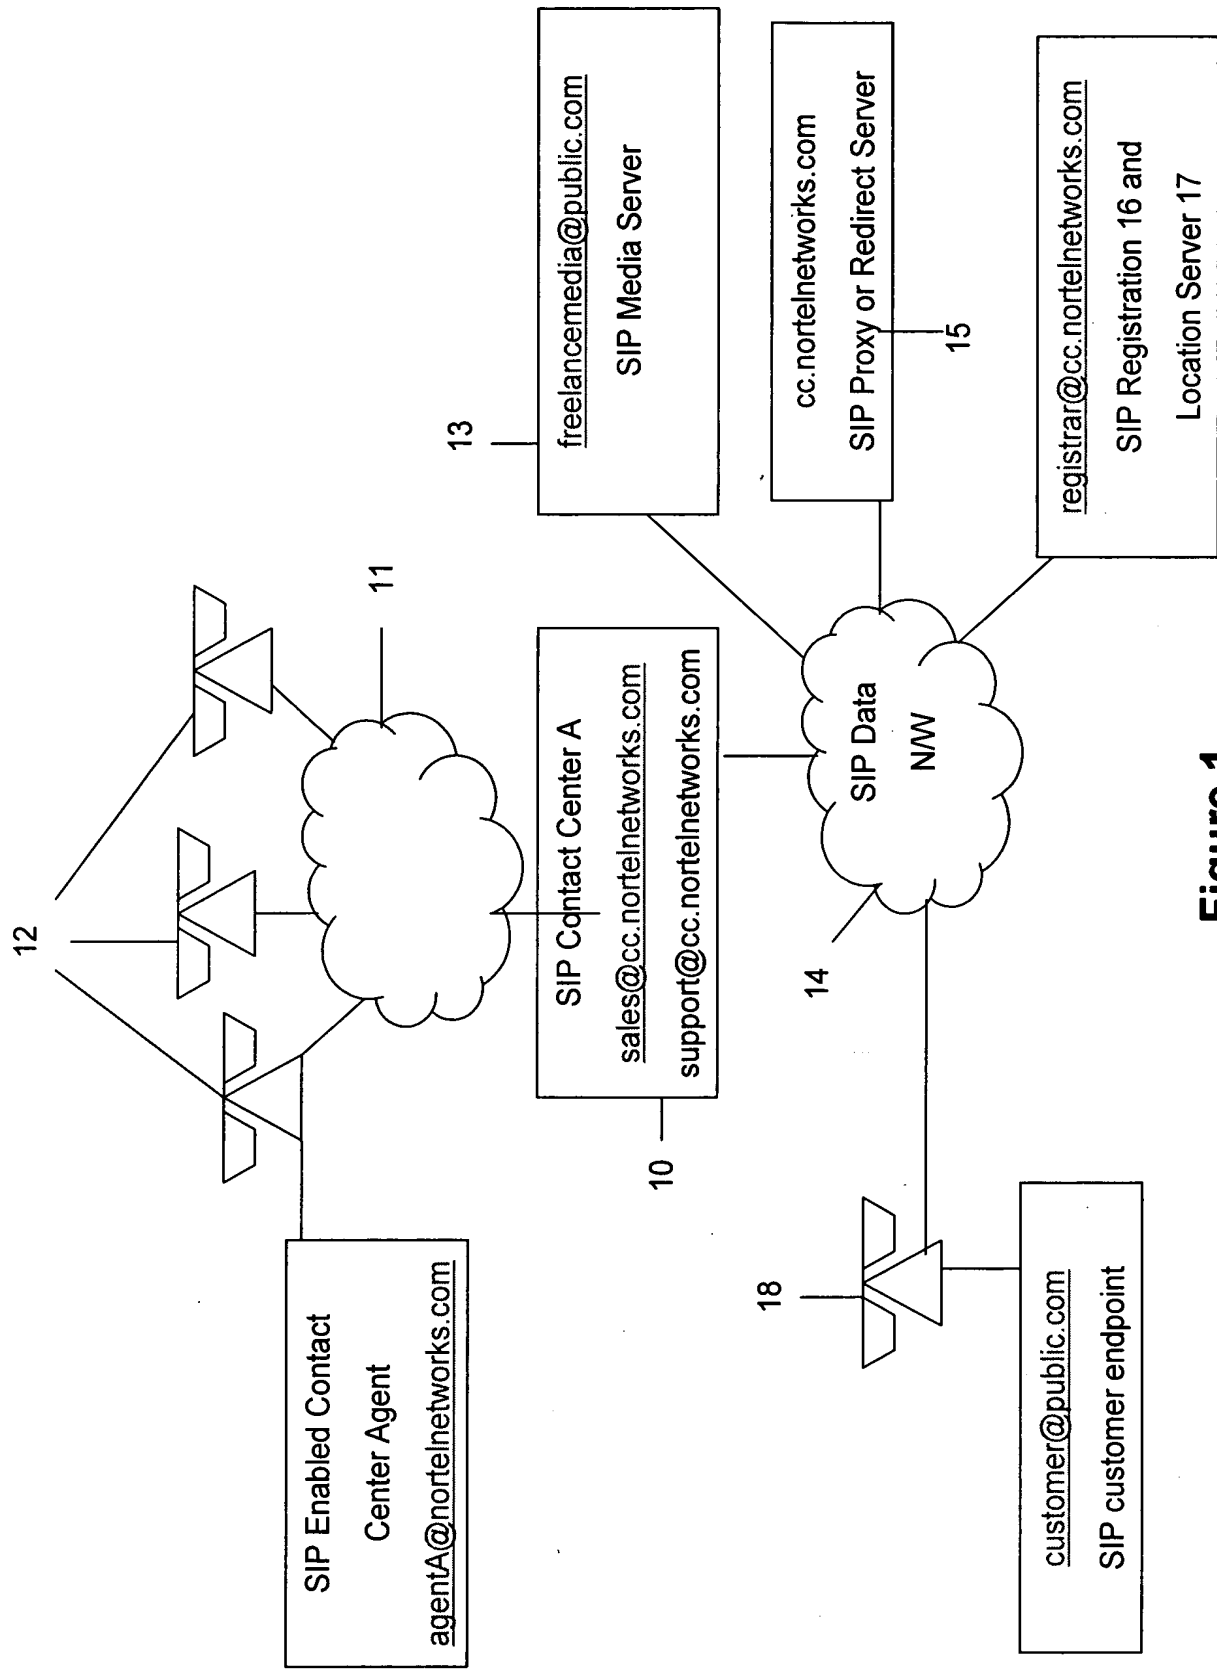 12
SIP Enabled Contact
Center Agent
agentA@nortelnetworks.com
11
13
SIP Contact Center A
sales@cc.nortelnetworks.com
support@cc.nortelnetworks.com
10
freelancemedia@public.com
SIP Media Server
18
14
SIP Data
N/W
cc.nortelnetworks.com
SIP Proxy or Redirect Server
15
customer@public.com
SIP customer endpoint
registrar@cc.nortelnetworks.com
SIP Registration 16 and
Location Server 17
Figure 1